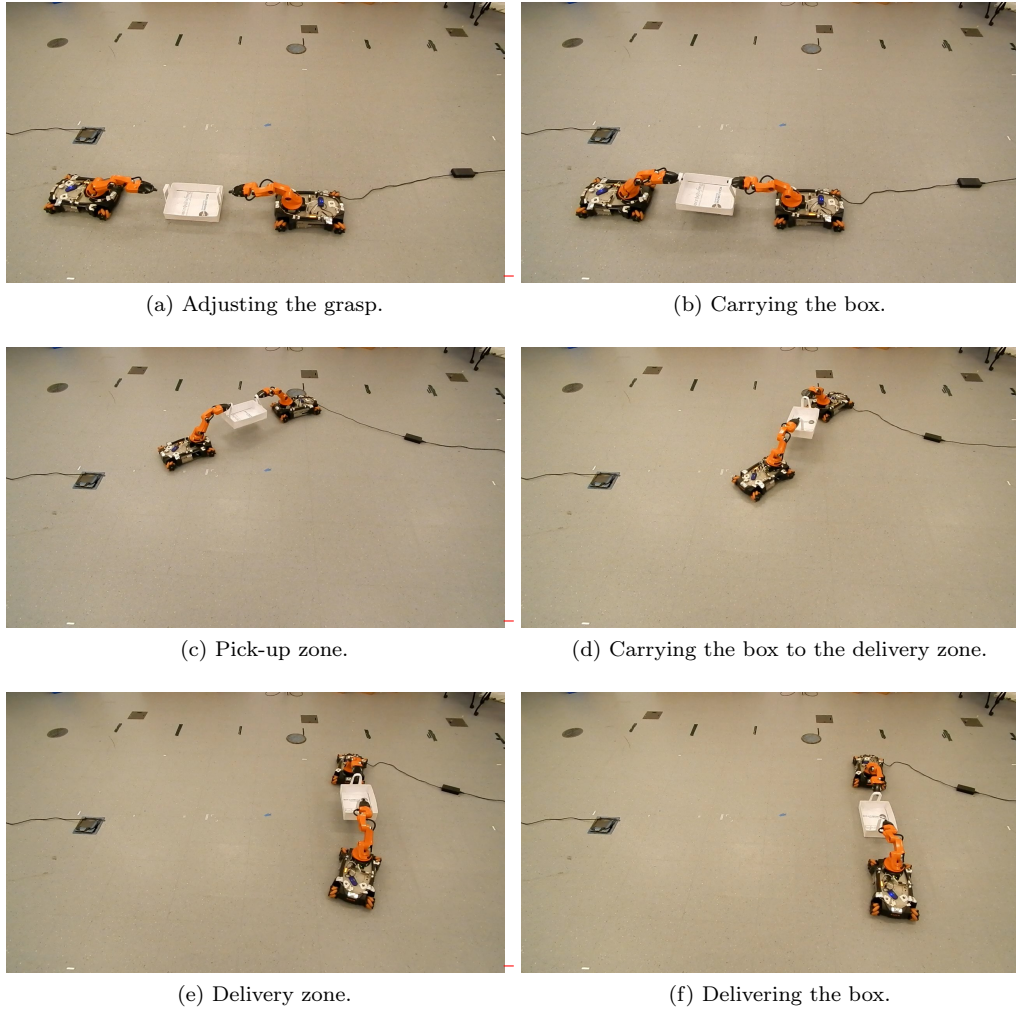 (a) Adjusting the grasp.
(b) Carrying the box.
(c) Pick-up zone.
(d) Carrying the box to the delivery zone.
(e) Delivery zone.
(f) Delivering the box.